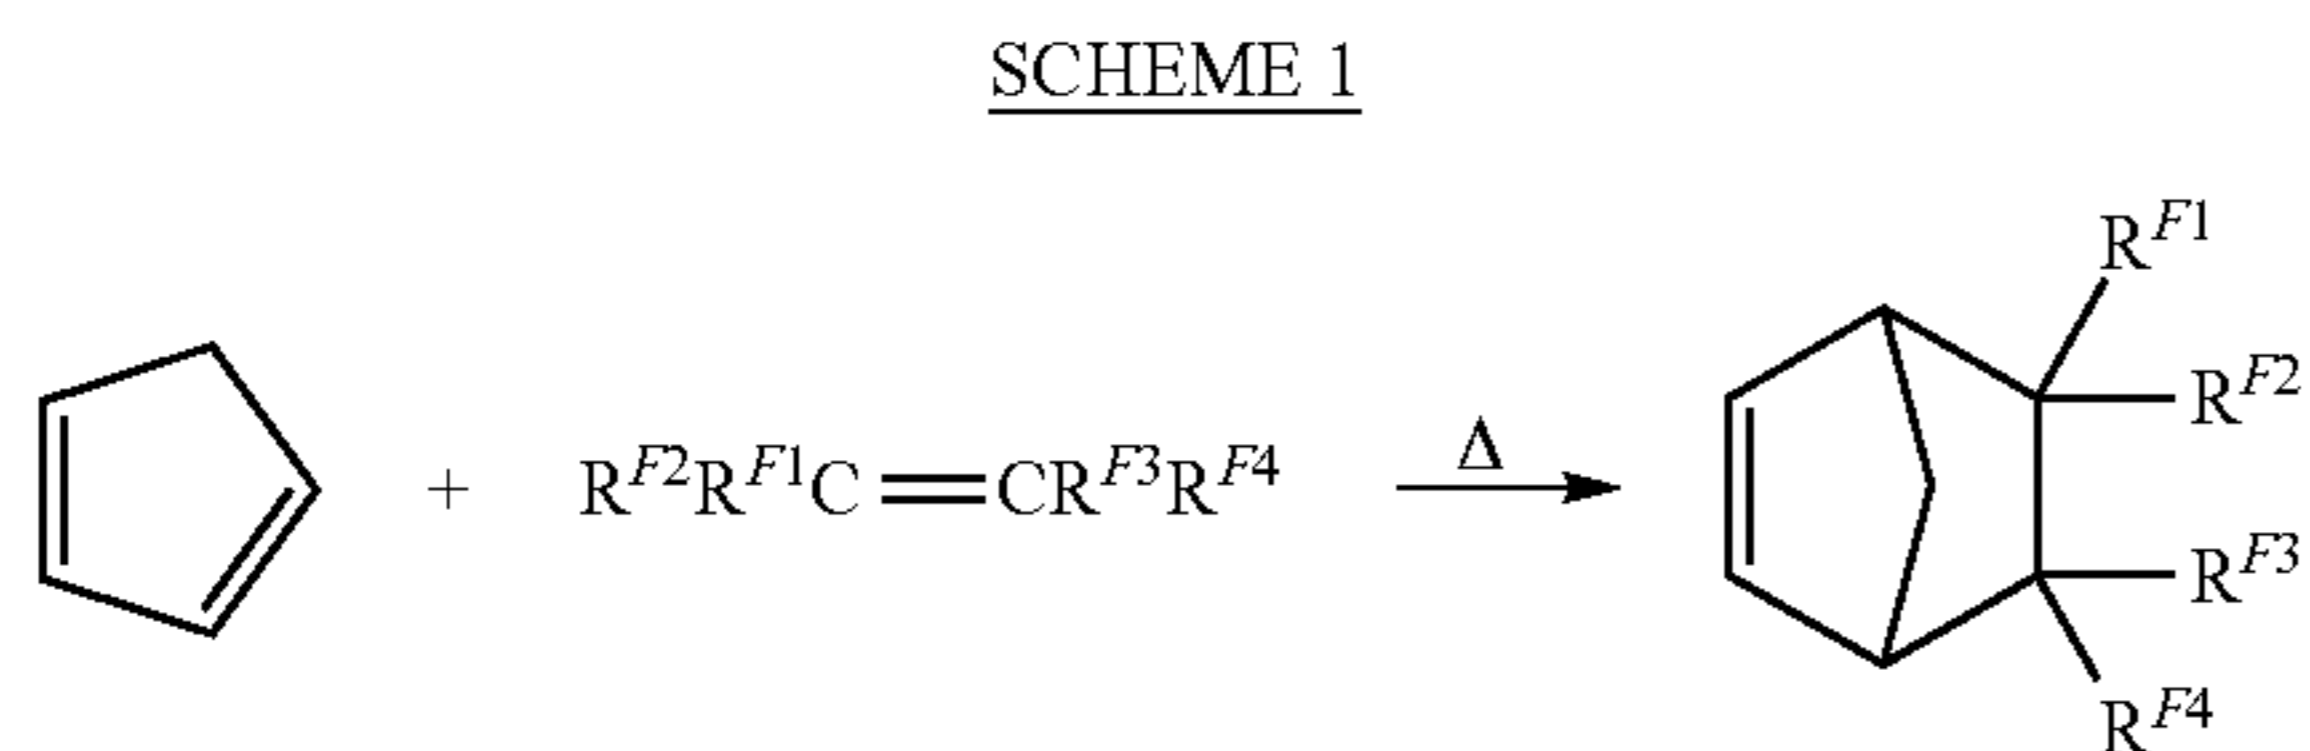 SCHEME 1
+ R^F2R^F1C=CR^F3R^F4 Δ
R^F1
R^F2
R^F3
R^F4